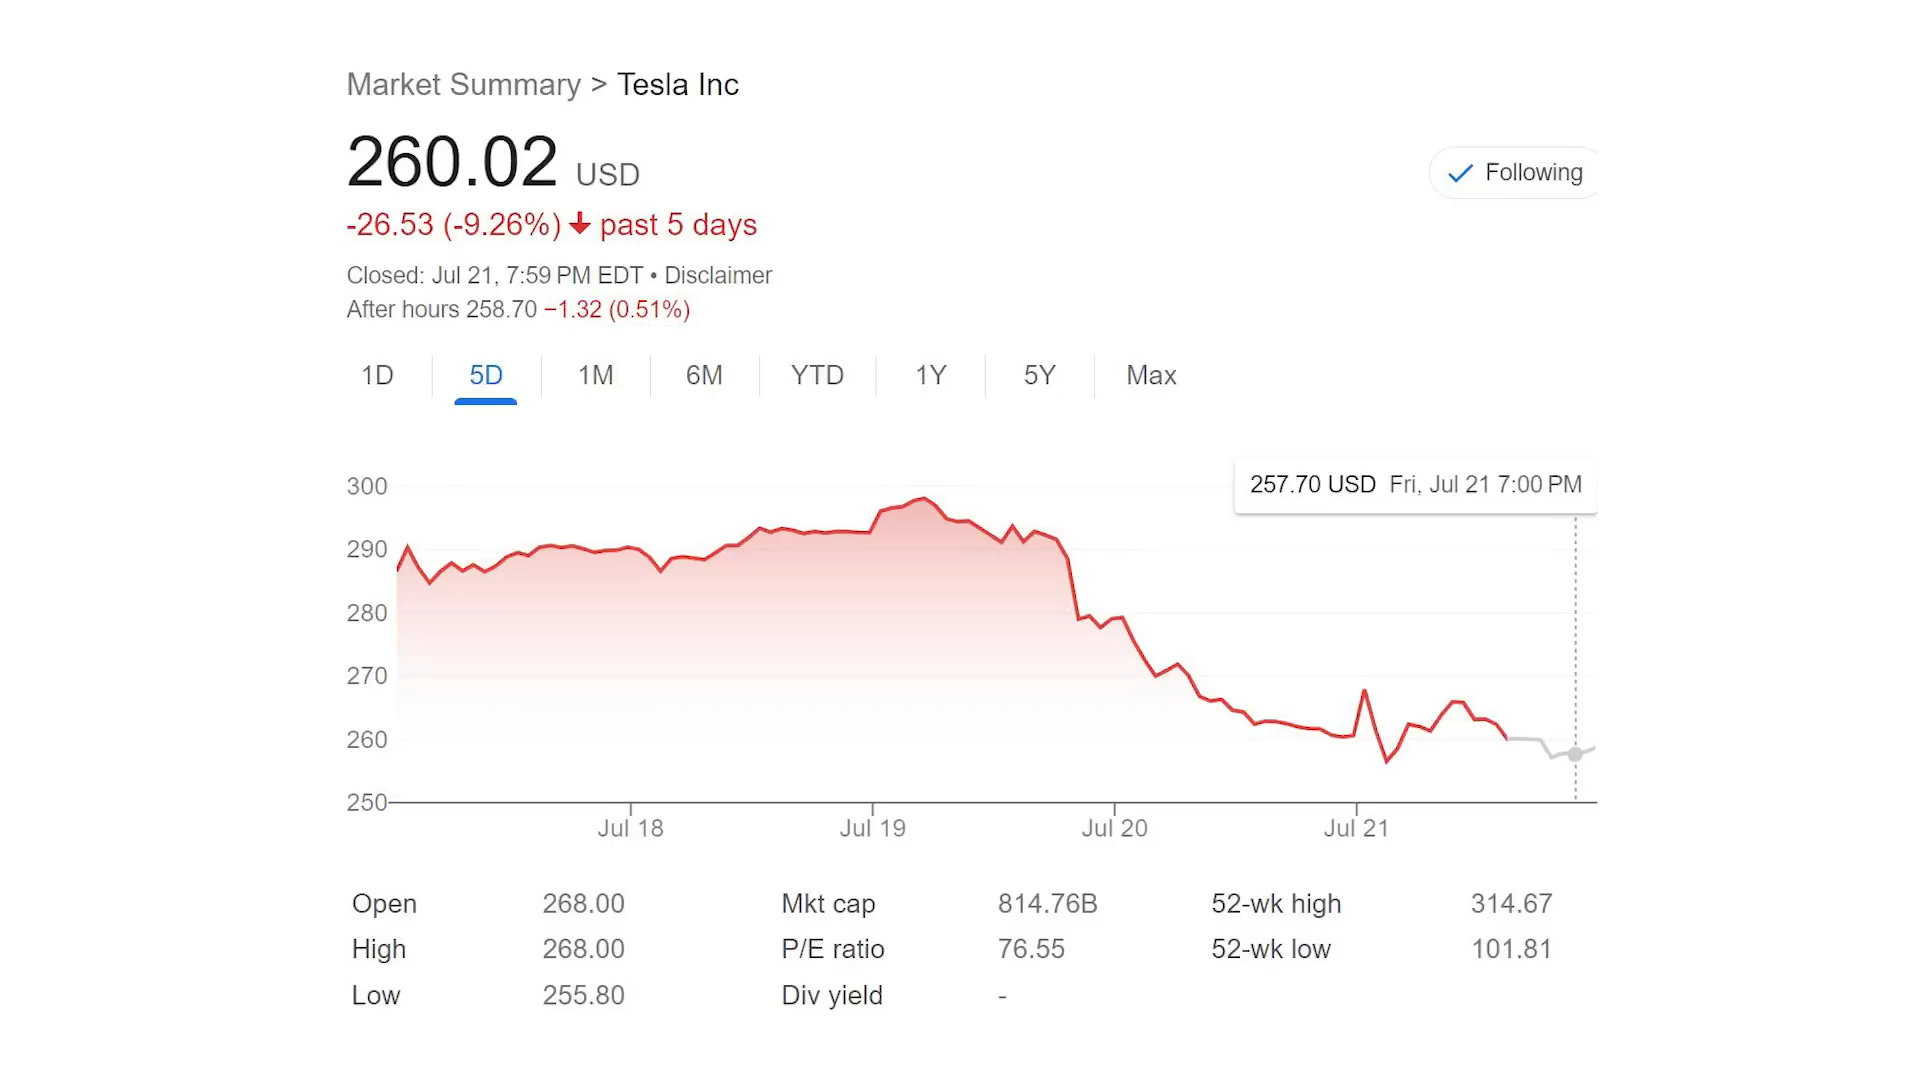 Market Summary > Tesla Inc
260.02 USD
Following
-26.53 (-9.26%) past 5 days
Closed: Jul 21, 7:59 PM EDT • Disclaimer
After hours 258.70 −1.32 (0.51%)
1D 5D 1M 6M YTD 1Y 5Y Max
257.70 USD Fri, Jul 21 7:00 PM
300
290
280
270
260
250
Jul 18 Jul 19 Jul 20 Jul 21
Open 268.00 Mkt cap 814.76B 52-wk high 314.67
High 268.00 P/E ratio 76.55 52-wk low 101.81
Low 255.80 Div yield -